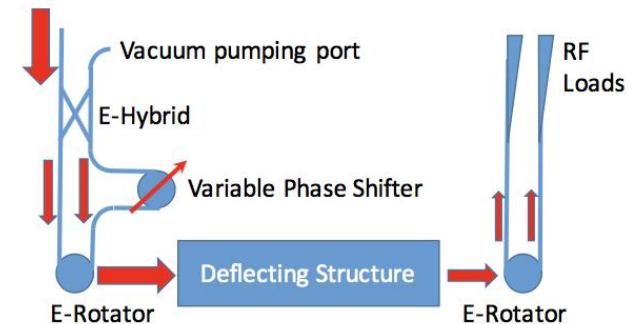 Vacuum pumping port
RF
Loads
E-Hybrid
Variable Phase Shifter
Deflecting Structure
E-Rotator
E-Rotator